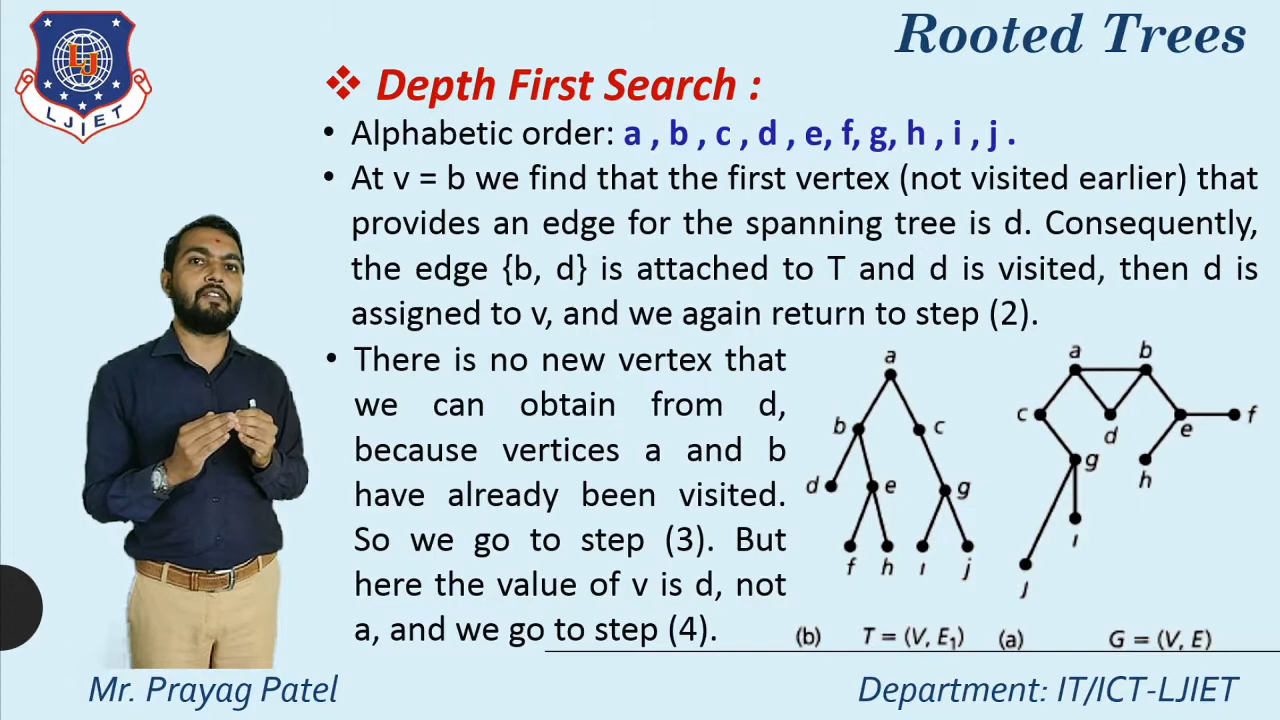 Rooted Trees
LJ
LJIET
❖ Depth First Search :
• Alphabetic order: a , b , c , d , e, f, g, h , i , j .
• At v = b we find that the first vertex (not visited earlier) that
provides an edge for the spanning tree is d. Consequently,
the edge {b, d} is attached to T and d is visited, then d is
assigned to v, and we again return to step (2).
• There is no new vertex that
we can obtain from d,
because vertices a and b
have already been visited.
So we go to step (3). But
here the value of v is d, not
a, and we go to step (4).
a
b c
d e g
f h i j
(b) T = (V, E₁)
a b
c d e f
g h
i
j
(a) G = (V, E)
Mr. Prayag Patel
Department: IT/ICT-LJIET